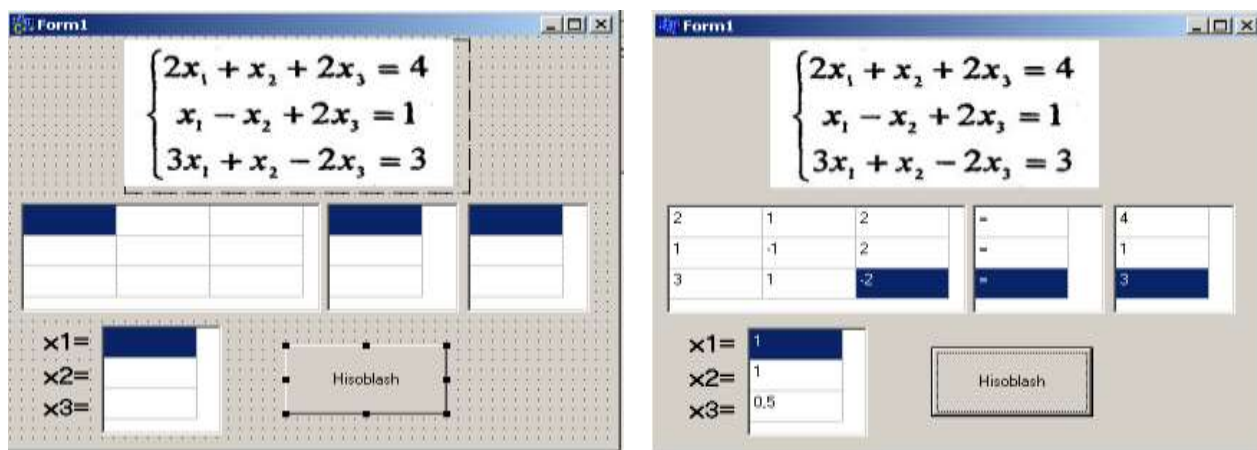 Form1
2x₁ + x₂ + 2x₃ = 4
x₁ − x₂ + 2x₃ = 1
3x₁ + x₂ − 2x₃ = 3
x1=
x2=
x3=
Hisoblash
Form1
2x₁ + x₂ + 2x₃ = 4
x₁ − x₂ + 2x₃ = 1
3x₁ + x₂ − 2x₃ = 3
2 1 2 = 4
1 -1 2 = 1
3 1 -2 = 3
x1= 1
x2= 1
x3= 0,5
Hisoblash